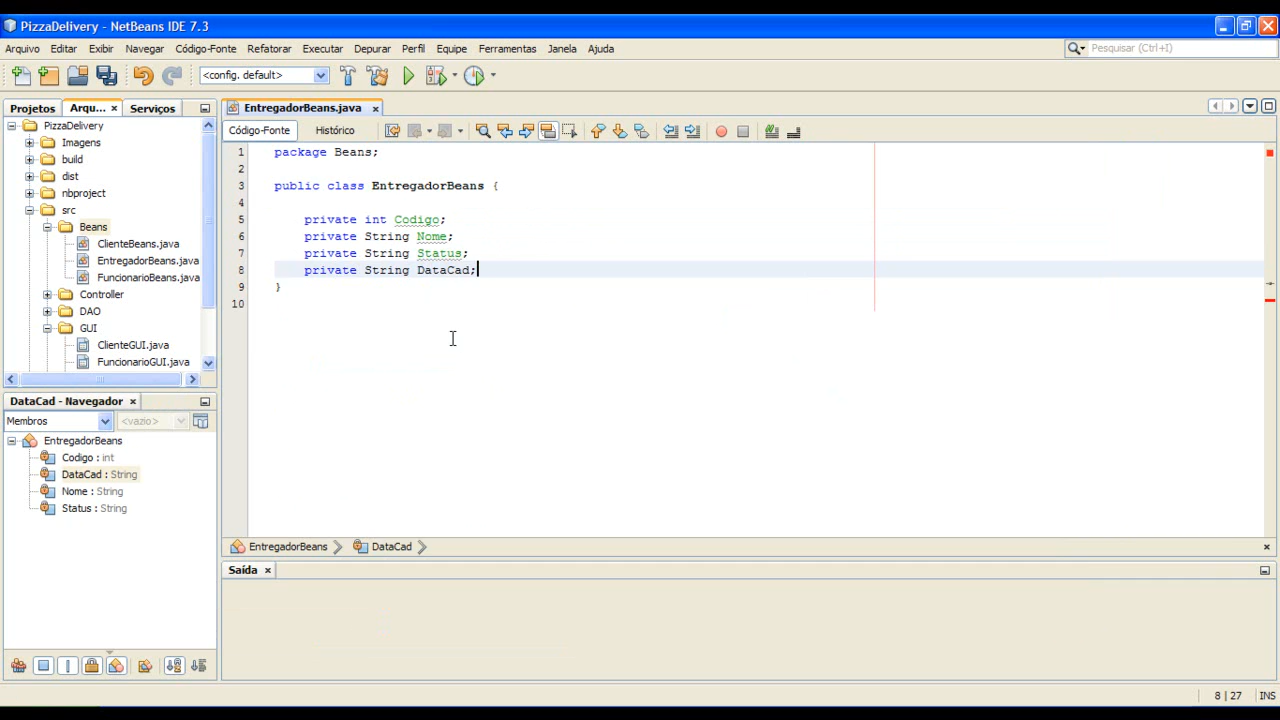 PizzaDelivery - NetBeans IDE 7.3
Arquivo Editar Exibir Navegar Código-Fonte Refatorar Executar Depurar Perfil Equipe Ferramentas Janela Ajuda
Pesquisar (Ctrl+I)
<config. default>
Projetos Arqu... Serviços
EntregadorBeans.java
Código-Fonte Histórico
PizzaDelivery
Imagens
build
dist
nbproject
src
Beans
ClienteBeans.java
EntregadorBeans.java
FuncionarioBeans.java
Controller
DAO
GUI
ClienteGUI.java
FuncionarioGUI.java
1 package Beans;
2
3 public class EntregadorBeans {
4
5 private int Codigo;
6 private String Nome;
7 private String Status;
8 private String DataCad;
9 }
10
DataCad - Navegador
Membros <vazio>
EntregadorBeans
Codigo : int
DataCad : String
Nome : String
Status : String
EntregadorBeans DataCad
Saída
8 | 27 INS